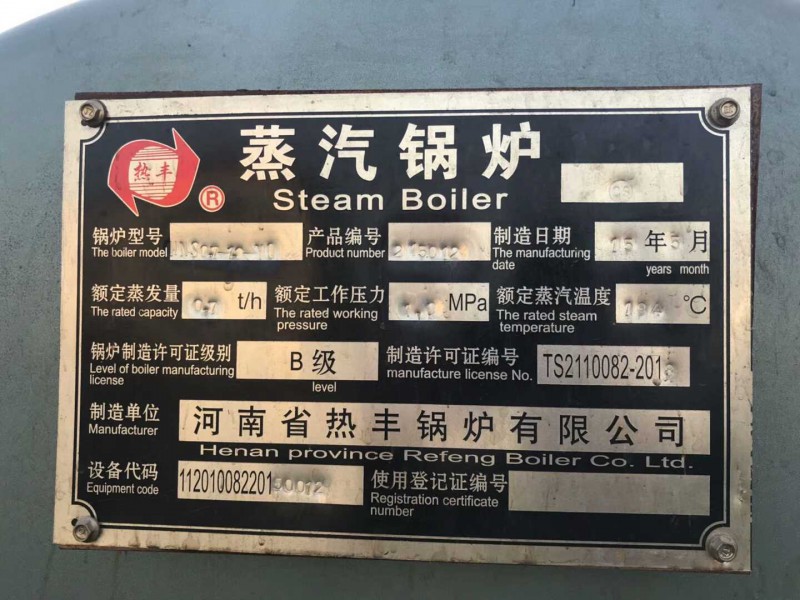 热丰
®
蒸汽锅炉
Steam Boiler
锅炉型号
The boiler model
产品编号
Product number
制造日期
The manufacturing
date
15年5月
years month
额定蒸发量
The rated capacity
t/h
额定工作压力
The rated working
pressure
MPa
额定蒸汽温度
The rated steam
temperature
℃
锅炉制造许可证级别
Level of boiler manufacturing
license
B级
level
制造许可证编号
manufacture license No.
TS2110082-201
制造单位
Manufacturer
河南省热丰锅炉有限公司
Henan province Refeng Boiler Co. Ltd.
设备代码
Equipment code
112010082201
使用登记证编号
Registration certificate
number